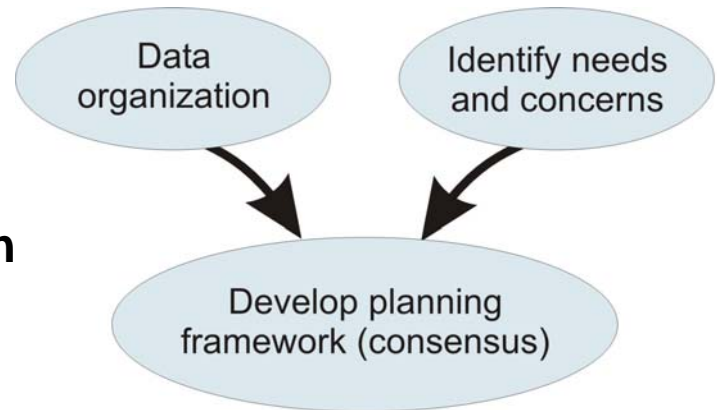 Data
organization
Identify needs
and concerns
n
Develop planning
framework (consensus)